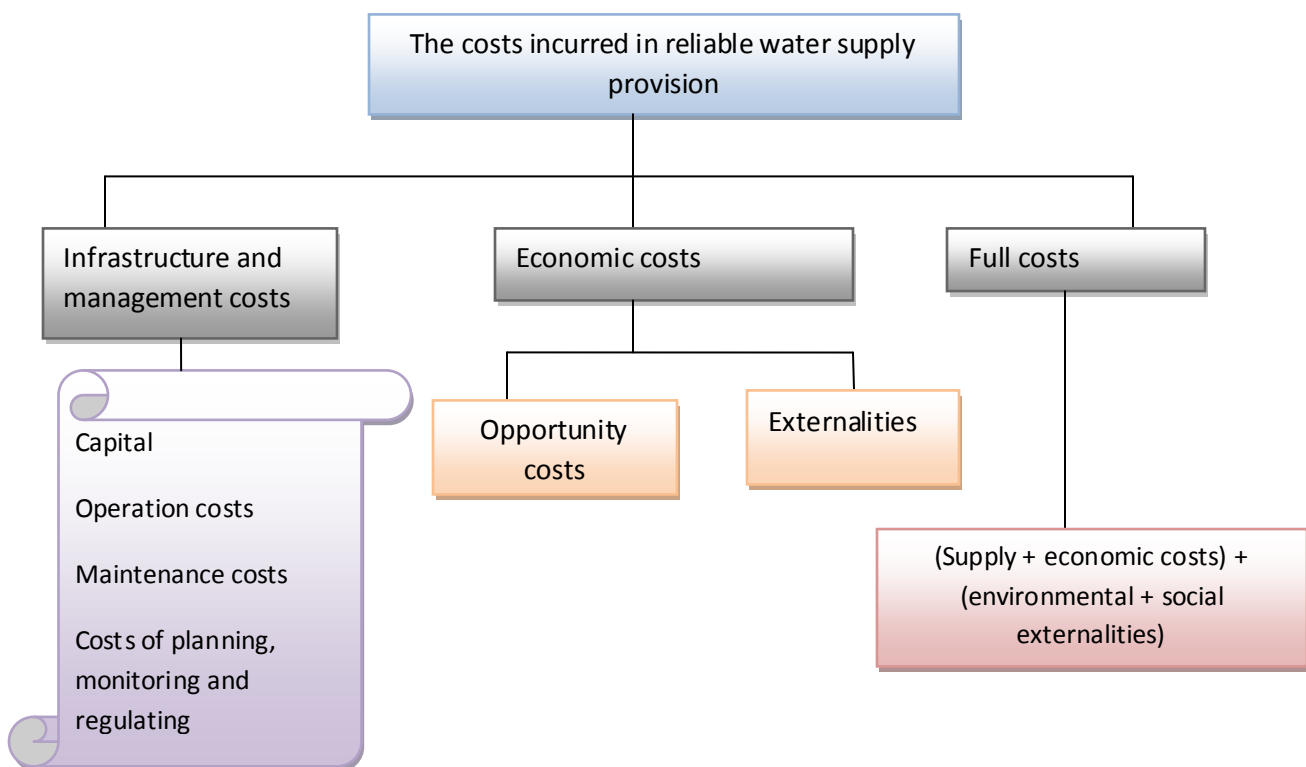 The costs incurred in reliable water supply
provision
Infrastructure and
management costs
Economic costs
Full costs
Capital
Operation costs
Maintenance costs
Costs of planning,
monitoring and
regulating
Opportunity
costs
Externalities
(Supply + economic costs) +
(environmental + social
externalities)